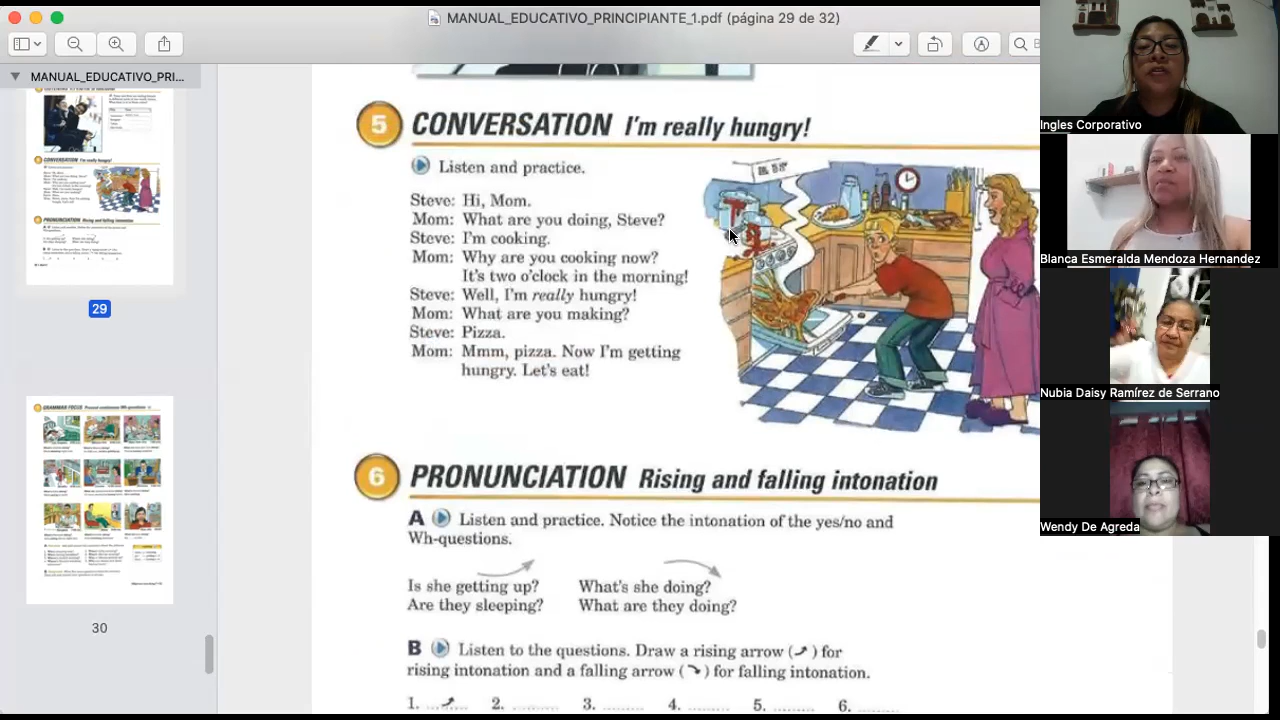 MANUAL_EDUCATIVO_PRINCIPIANTE_1.pdf (página 29 de 32)
MANUAL_EDUCATIVO_PRI...
29
30
5 CONVERSATION I'm really hungry!
Listen and practice.
Steve: Hi, Mom.
Mom: What are you doing, Steve?
Steve: I'm cooking.
Mom: Why are you cooking now?
It's two o'clock in the morning!
Steve: Well, I'm really hungry!
Mom: What are you making?
Steve: Pizza.
Mom: Mmm, pizza. Now I'm getting
hungry. Let's eat!
6 PRONUNCIATION Rising and falling intonation
A Listen and practice. Notice the intonation of the yes/no and
Wh-questions.
Is she getting up? What's she doing?
Are they sleeping? What are they doing?
B Listen to the questions. Draw a rising arrow ( ) for
rising intonation and a falling arrow ( ) for falling intonation.
1. 2. 3. 4. 5. 6.
Ingles Corporativo
Blanca Esmeralda Mendoza Hernandez
Nubia Daisy Ramírez de Serrano
Wendy De Agreda